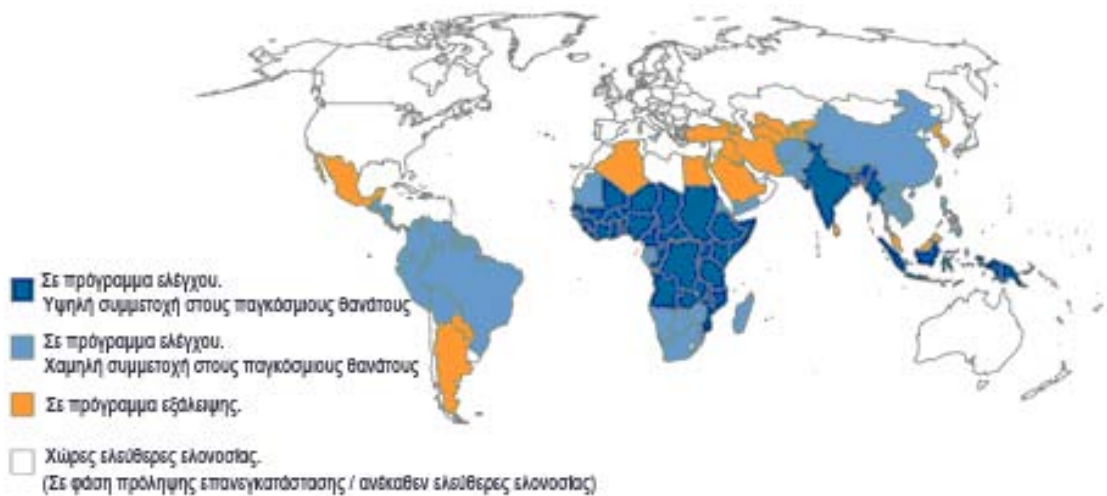 Σε πρόγραμμα ελέγχου.
Υψηλή συμμετοχή στους παγκόσμιους θανάτους
Σε πρόγραμμα ελέγχου.
Χαμηλή συμμετοχή στους παγκόσμιους θανάτους
Σε πρόγραμμα εξάλειψης.
Χώρες ελεύθερες ελονοσίας.
(Σε φάση πρόληψης επανεγκατάστασης / ανέκαθεν ελεύθερες ελονοσίας)